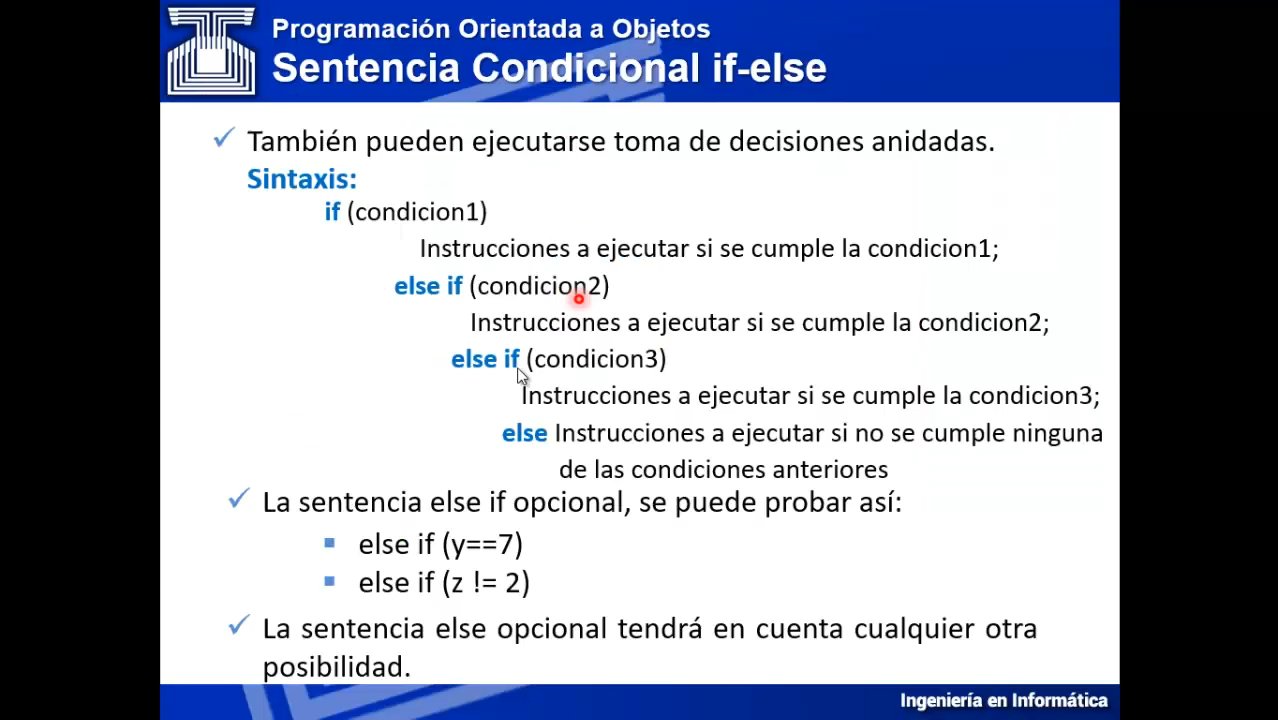 Programación Orientada a Objetos
Sentencia Condicional if-else
También pueden ejecutarse toma de decisiones anidadas.
Sintaxis:
if (condicion1)
Instrucciones a ejecutar si se cumple la condicion1;
else if (condicion2)
Instrucciones a ejecutar si se cumple la condicion2;
else if (condicion3)
Instrucciones a ejecutar si se cumple la condicion3;
else Instrucciones a ejecutar si no se cumple ninguna
de las condiciones anteriores
La sentencia else if opcional, se puede probar así:
else if (y==7)
else if (z != 2)
La sentencia else opcional tendrá en cuenta cualquier otra
posibilidad.
Ingeniería en Informática